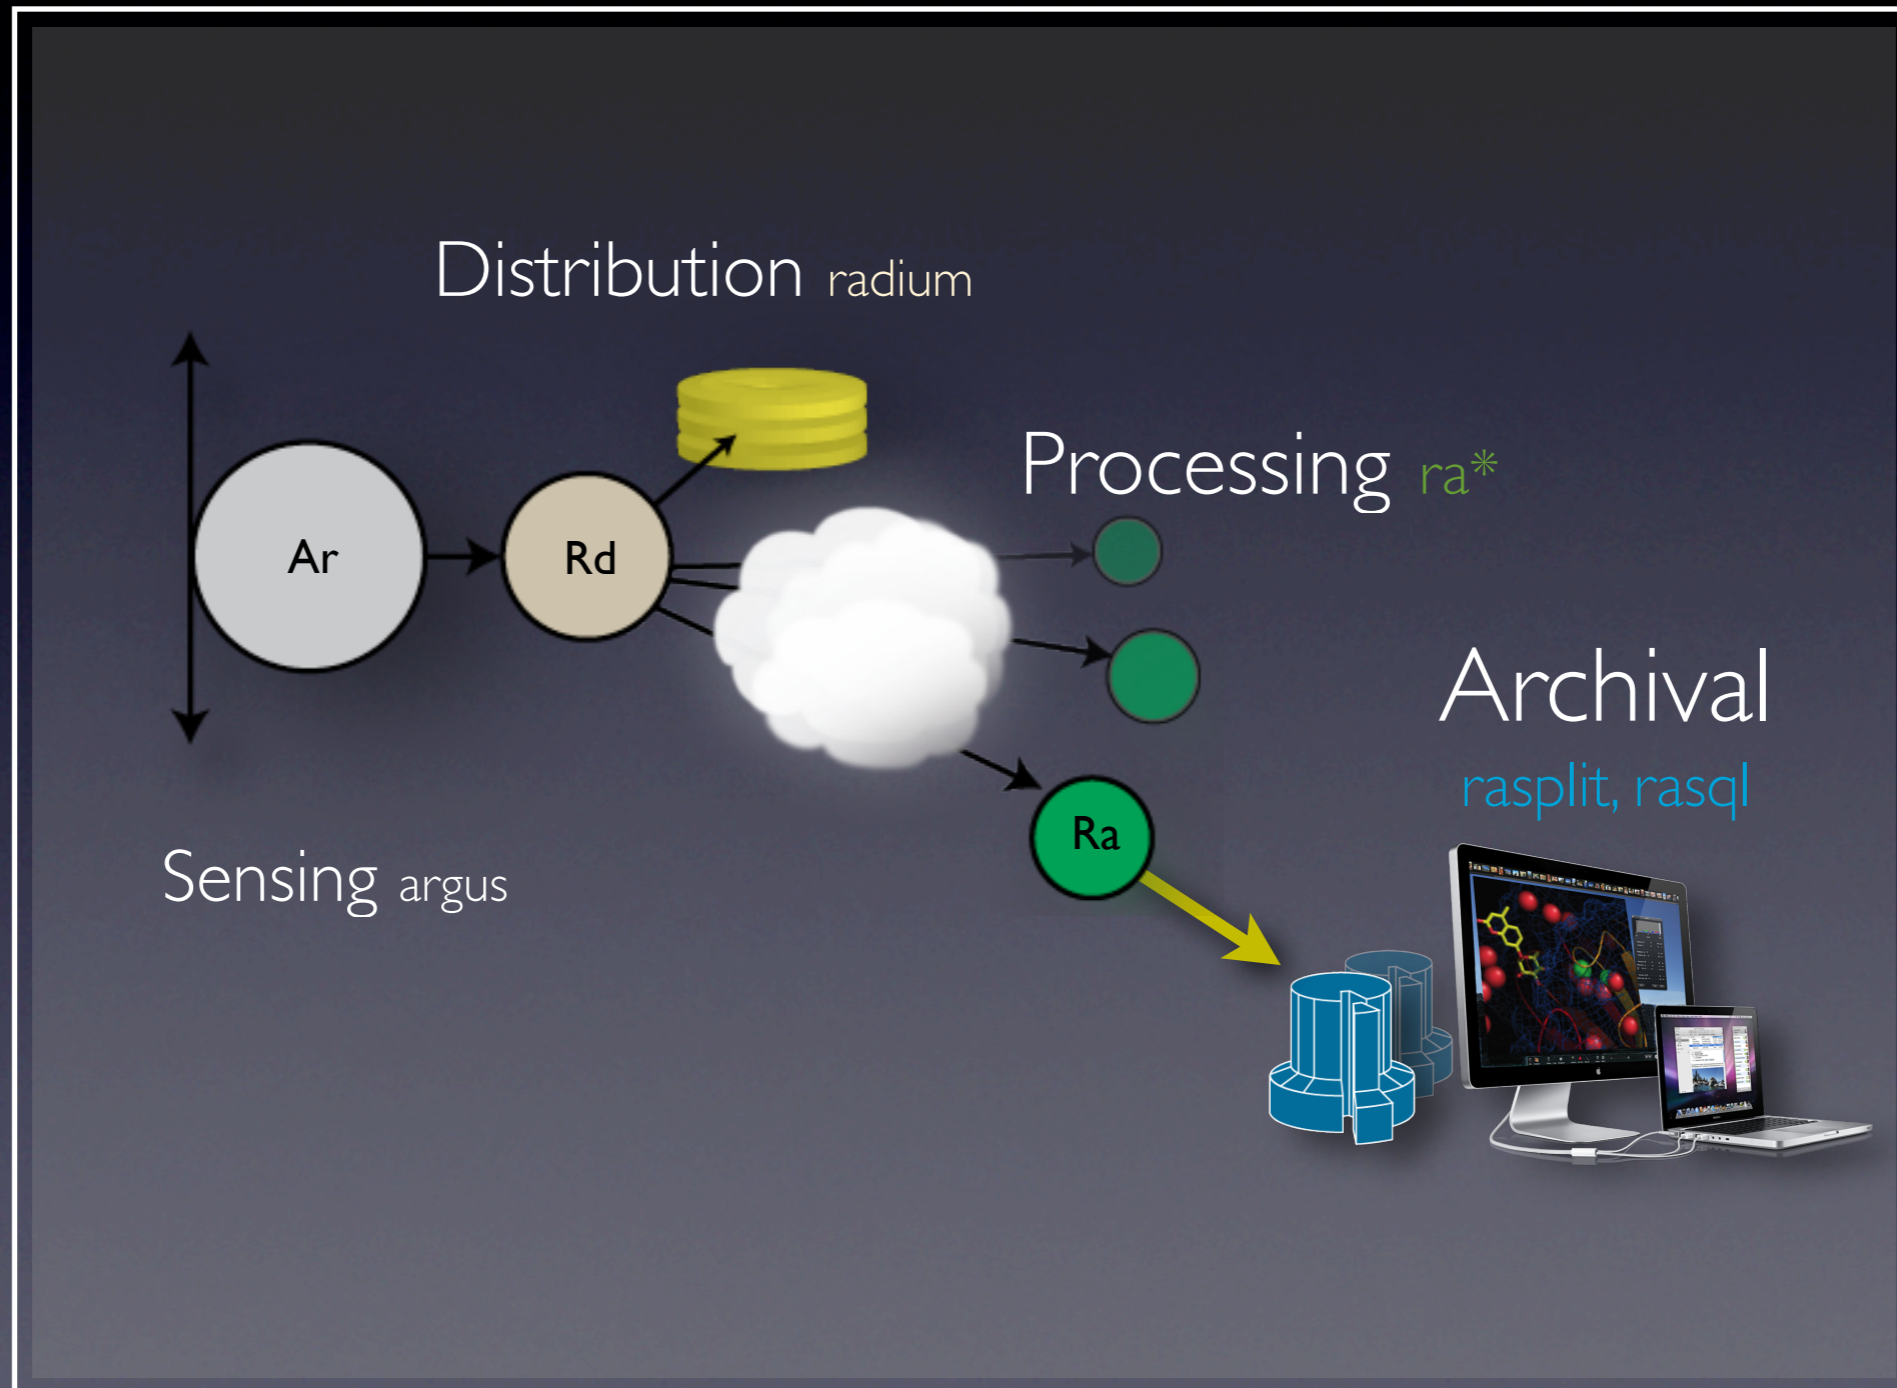 Distribution radium
Processing ra*
Ar
Rd
Archival
rasplit, rasql
Ra
Sensing argus